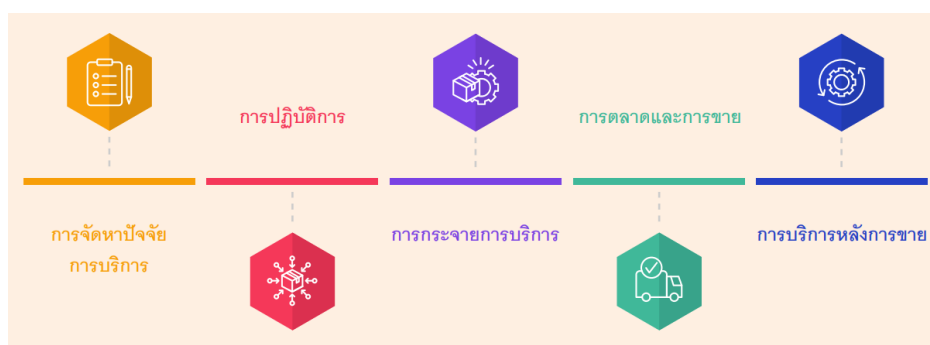 การจัดหาปัจจัย
การบริการ
การปฏิบัติการ
การกระจายการบริการ
การตลาดและการขาย
การบริการหลังการขาย